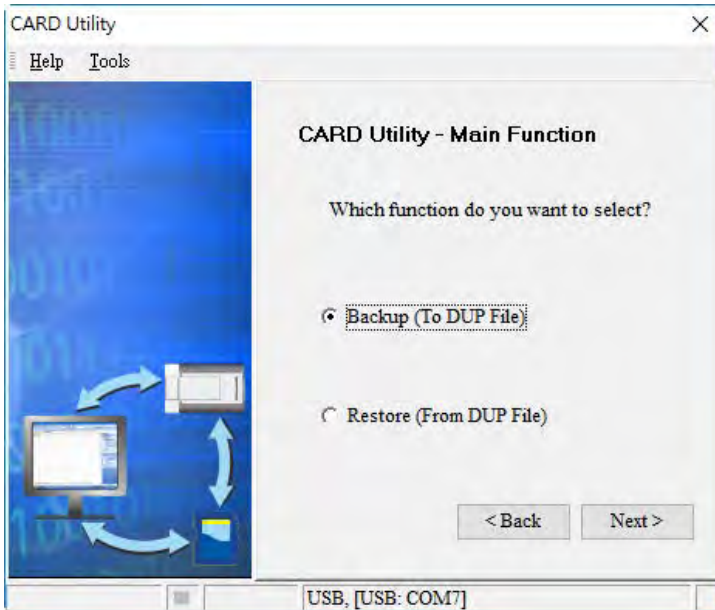 CARD Utility
Help Tools
CARD Utility - Main Function
Which function do you want to select?
Backup (To DUP File)
Restore (From DUP File)
< Back Next >
USB, [USB: COM7]